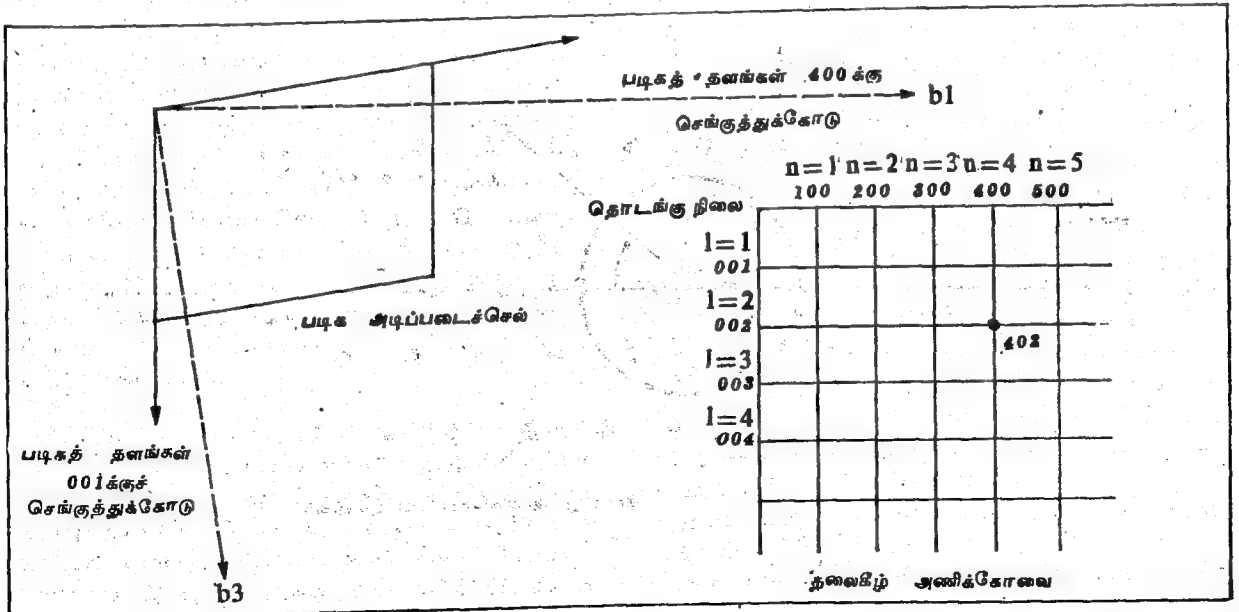 படிகத் தளங்கள் 400 க்கு
b1
செங்குத்துக்கோடு
n=1 n=2 n=3 n=4 n=5
100 200 300 400 500
தொடங்கு நிலை
l=1
001
l=2
002
402
l=3
003
l=4
004
படிக அடிப்படைச்செல்
படிகத் தளங்கள்
001க்குச்
செங்குத்துக்கோடு
b3
தலைகீழ் அணிக்கோவை